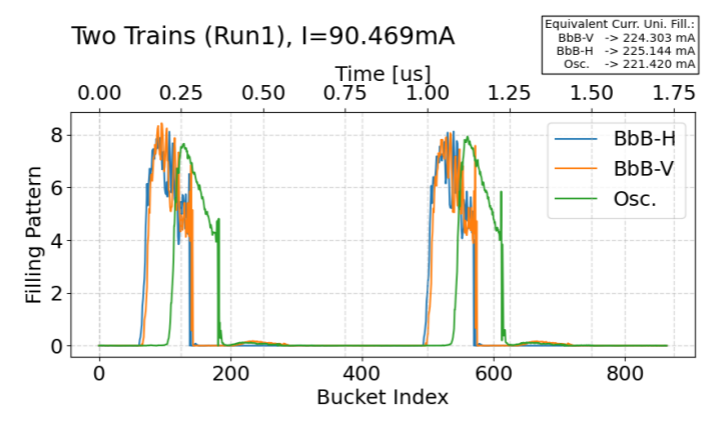 Two Trains (Run1), I=90.469mA
Equivalent Curr. Uni. Fill.:
BbB-V -> 224.303 mA
BbB-H -> 225.144 mA
Osc. -> 221.420 mA
Time [us]
0.00 0.25 0.50 0.75 1.00 1.25 1.50 1.75
Filling Pattern
8
6
4
2
0
BbB-H
BbB-V
Osc.
0 200 400 600 800
Bucket Index